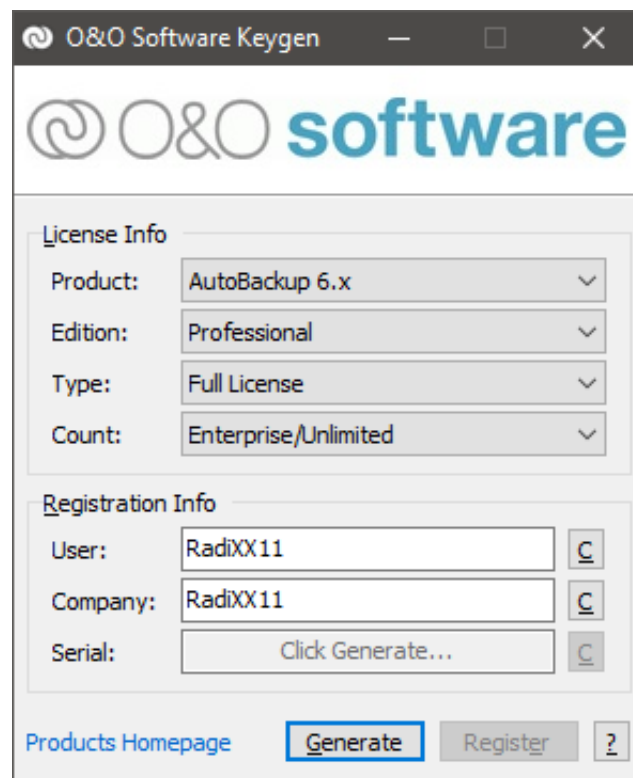 O&O Software Keygen
O&O software
License Info
Product: AutoBackup 6.x
Edition: Professional
Type: Full License
Count: Enterprise/Unlimited
Registration Info
User: RadiXX11 C
Company: RadiXX11 C
Serial: Click Generate... C
Products Homepage Generate Register ?